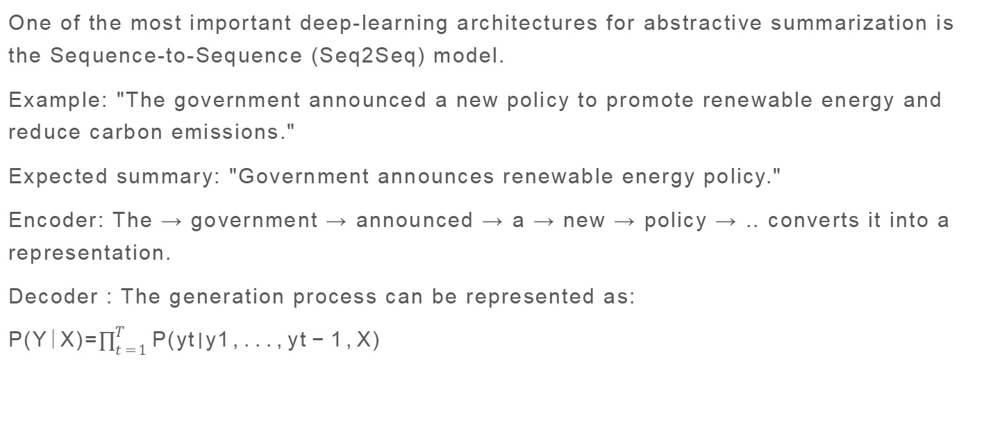 One of the most important deep-learning architectures for abstractive summarization is
the Sequence-to-Sequence (Seq2Seq) model.
Example: "The government announced a new policy to promote renewable energy and
reduce carbon emissions."
Expected summary: "Government announces renewable energy policy."
Encoder: The → government → announced → a → new → policy → .. converts it into a
representation.
Decoder : The generation process can be represented as:
P(Y|X)=∏_{t=1}^{T} P(yt|y1,...,yt−1,X)